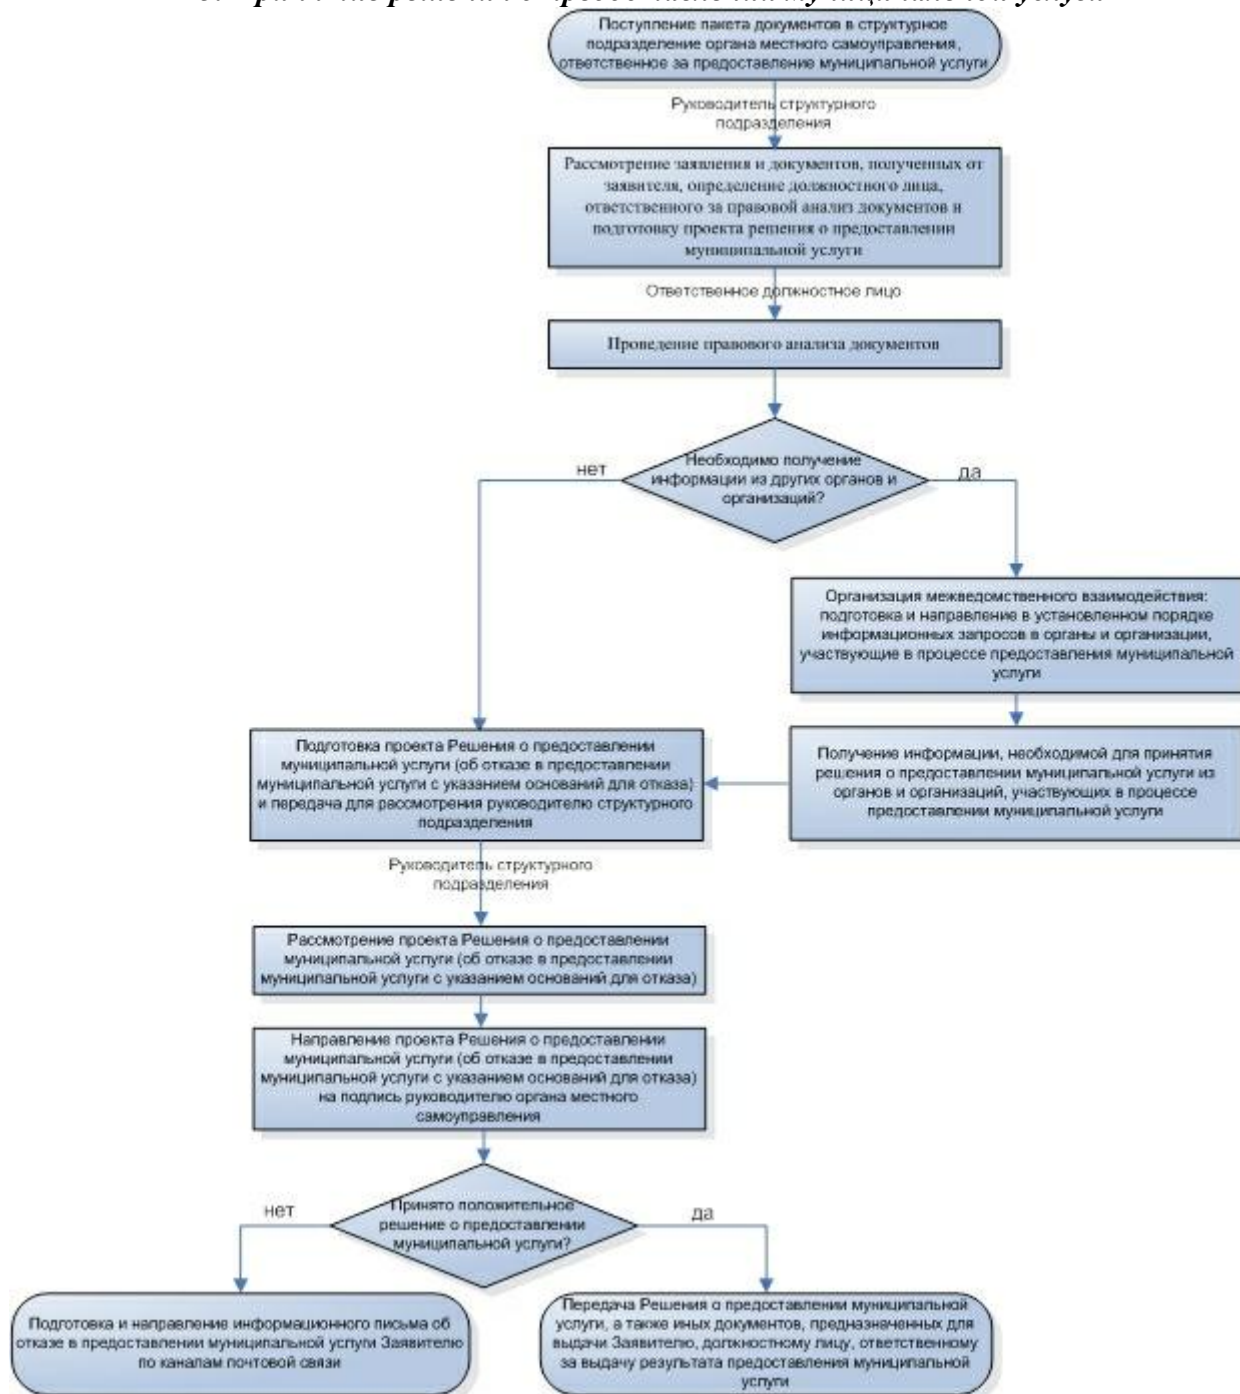 Поступление пакета документов в структурное
подразделение органа местного самоуправления,
ответственное за предоставление муниципальной услуги
Руководитель структурного
подразделения
Рассмотрение заявления и документов, полученных от
заявителя, определение должностного лица,
ответственного за правовой анализ документов и
подготовку проекта решения о предоставлении
муниципальной услуги
Ответственное должностное лицо
Проведение правового анализа документов
Необходимо получение
информации из других органов и
организаций?
нет
да
Организация межведомственного взаимодействия:
подготовка и направление в установленном порядке
информационных запросов в органы и организации,
участвующие в процессе предоставления муниципальной
услуги
Получение информации, необходимой для принятия
решения о предоставлении муниципальной услуги из
органов и организаций, участвующих в процессе
предоставлении муниципальной услуги
Подготовка проекта Решения о предоставлении
муниципальной услуги (об отказе в предоставлении
муниципальной услуги с указанием оснований для отказа)
и передача для рассмотрения руководителю структурного
подразделения
Руководитель структурного
подразделения
Рассмотрение проекта Решения о предоставлении
муниципальной услуги (об отказе в предоставлении
муниципальной услуги с указанием оснований для отказа)
Направление проекта Решения о предоставлении
муниципальной услуги (об отказе в предоставлении
муниципальной услуги с указанием оснований для отказа)
на подпись руководителю органа местного
самоуправления
Принято положительное
решение о предоставлении
муниципальной услуги?
нет
да
Подготовка и направление информационного письма об
отказе в предоставлении муниципальной услуги Заявителю
по каналам почтовой связи
Передача Решения о предоставлении муниципальной
услуги, а также иных документов, предназначенных для
выдачи Заявителю, должностному лицу, ответственному
за выдачу результата предоставления муниципальной
услуги